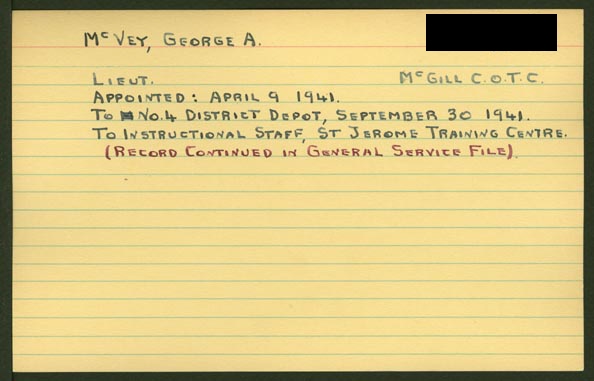 McVey, George A.
Lieut. McGill C.O.T.C.
Appointed: April 9 1941.
To No.4 District Depot, September 30 1941.
To Instructional Staff, St Jerome Training Centre.
(Record Continued in General Service File).